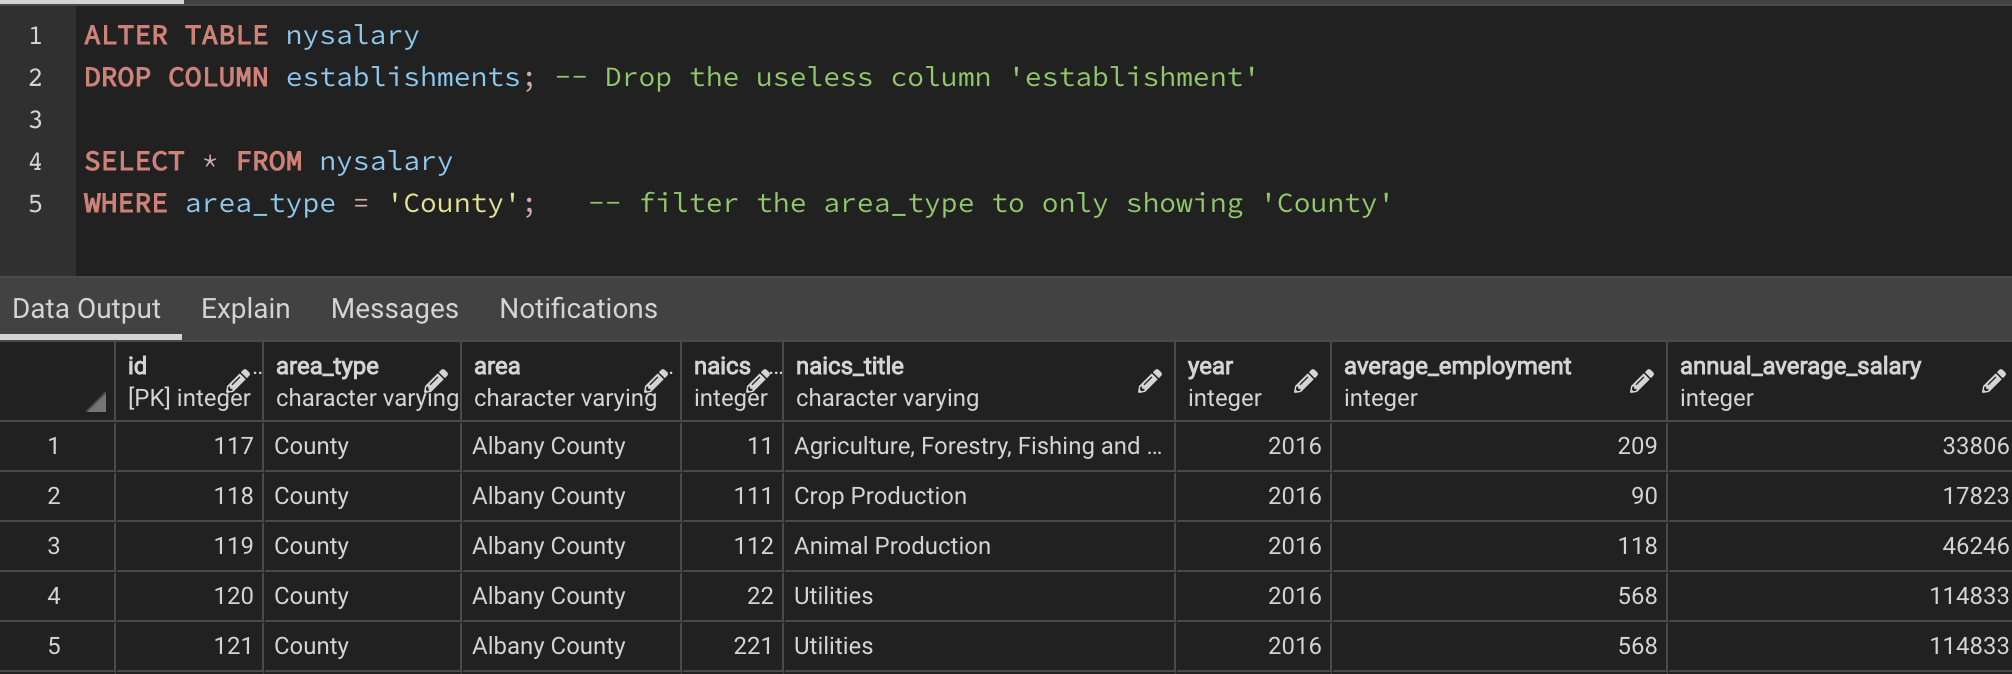 1 ALTER TABLE nysalary
2 DROP COLUMN establishments; -- Drop the useless column 'establishment'
3
4 SELECT * FROM nysalary
5 WHERE area_type = 'County'; -- filter the area_type to only showing 'County'
Data Output Explain Messages Notifications
id area_type area naics naics_title year average_employment annual_average_salary
[PK] integer character varying character varying integer character varying integer integer integer
1 117 County Albany County 11 Agriculture, Forestry, Fishing and ... 2016 209 33806
2 118 County Albany County 111 Crop Production 2016 90 17823
3 119 County Albany County 112 Animal Production 2016 118 46246
4 120 County Albany County 22 Utilities 2016 568 114833
5 121 County Albany County 221 Utilities 2016 568 114833